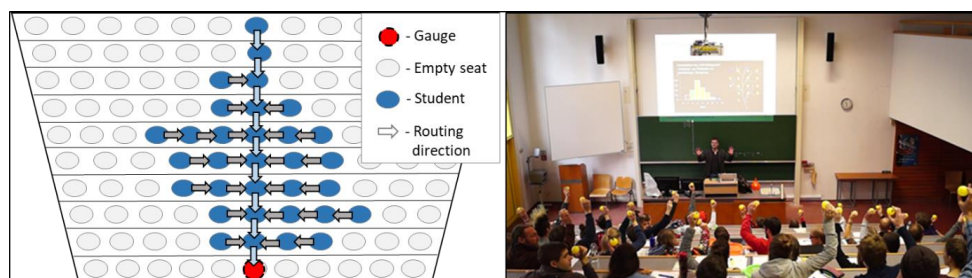 - Gauge
- Empty seat
- Student
- Routing
direction